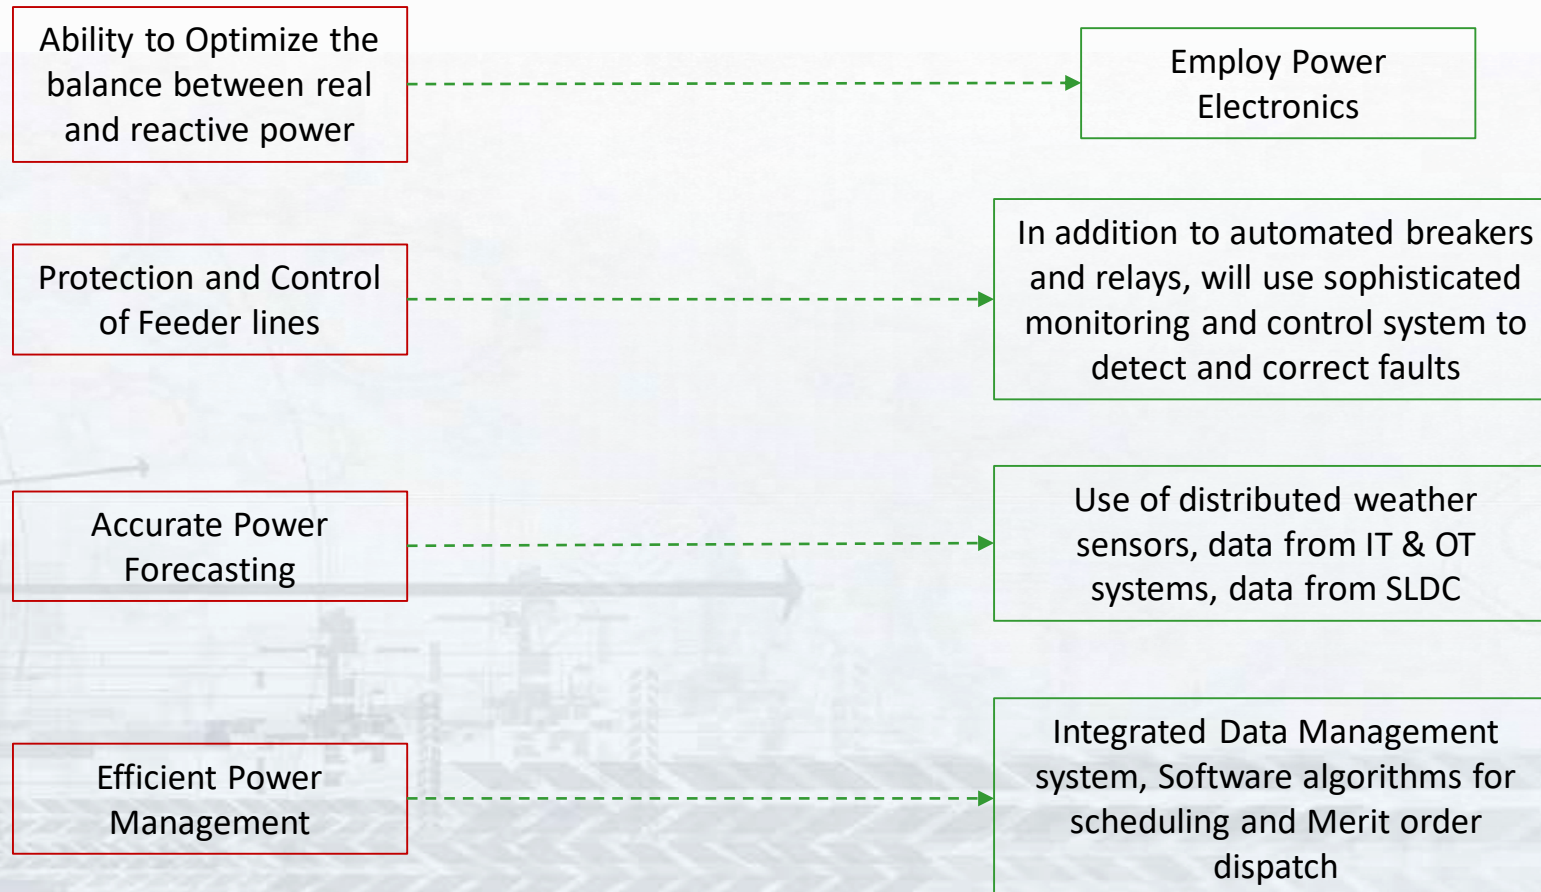 Ability to Optimize the
balance between real
and reactive power
Employ Power
Electronics
Protection and Control
of Feeder lines
In addition to automated breakers
and relays, will use sophisticated
monitoring and control system to
detect and correct faults
Accurate Power
Forecasting
Use of distributed weather
sensors, data from IT & OT
systems, data from SLDC
Efficient Power
Management
Integrated Data Management
system, Software algorithms for
scheduling and Merit order
dispatch